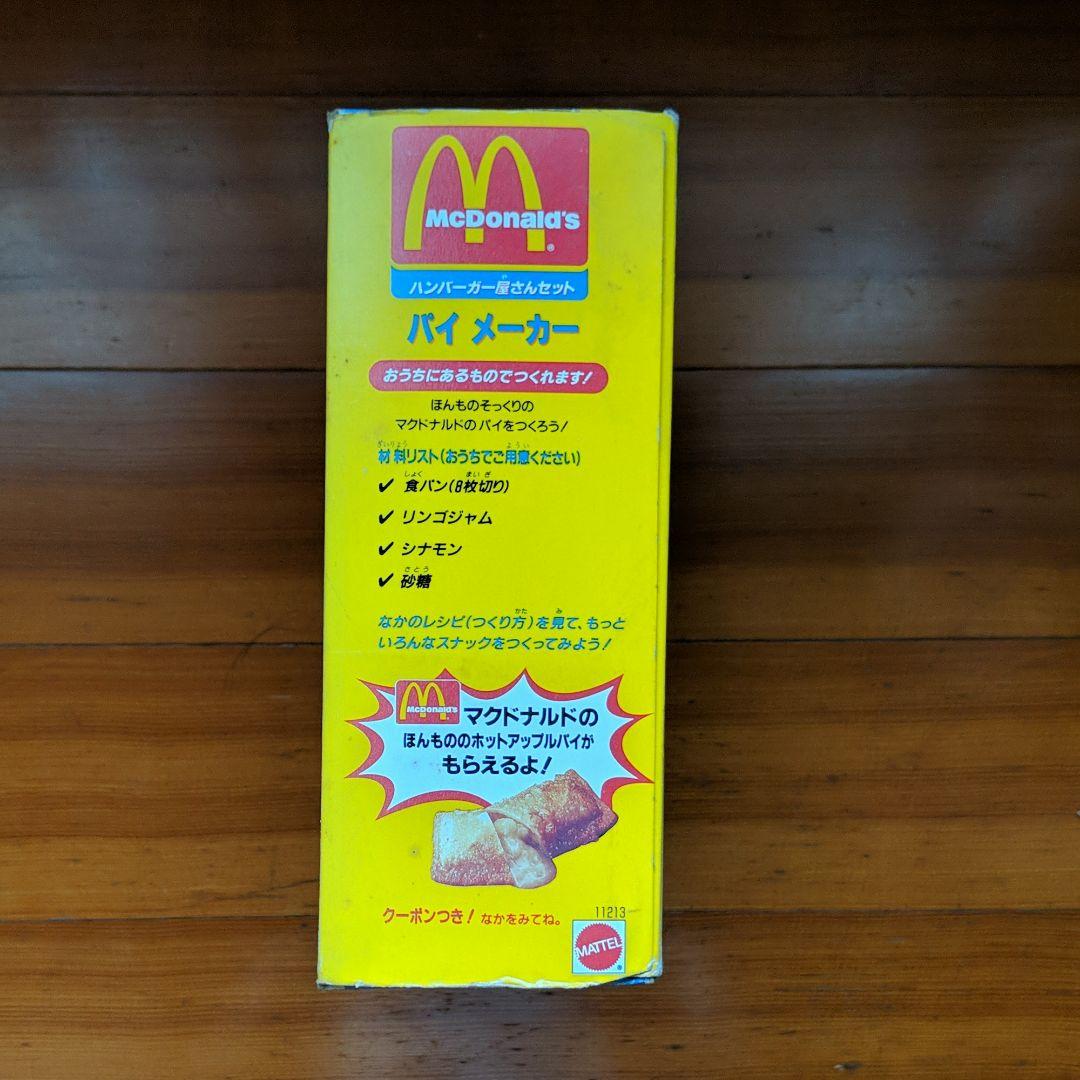 McDonald's®
ハンバーガー屋さんセット
パイ メーカー
おうちにあるものでつくれます!
ほんものそっくりの
マクドナルドのパイをつくろう!
材料リスト(おうちでご用意ください)
✓ 食パン(8枚切り)
✓ リンゴジャム
✓ シナモン
✓ 砂糖
なかのレシピ(つくり方)を見て、もっと
いろんなスナックをつくってみよう!
McDonald's
マクドナルドの
ほんもののホットアップルパイが
もらえるよ!
クーポンつき! なかをみてね。
11213
MATTEL®